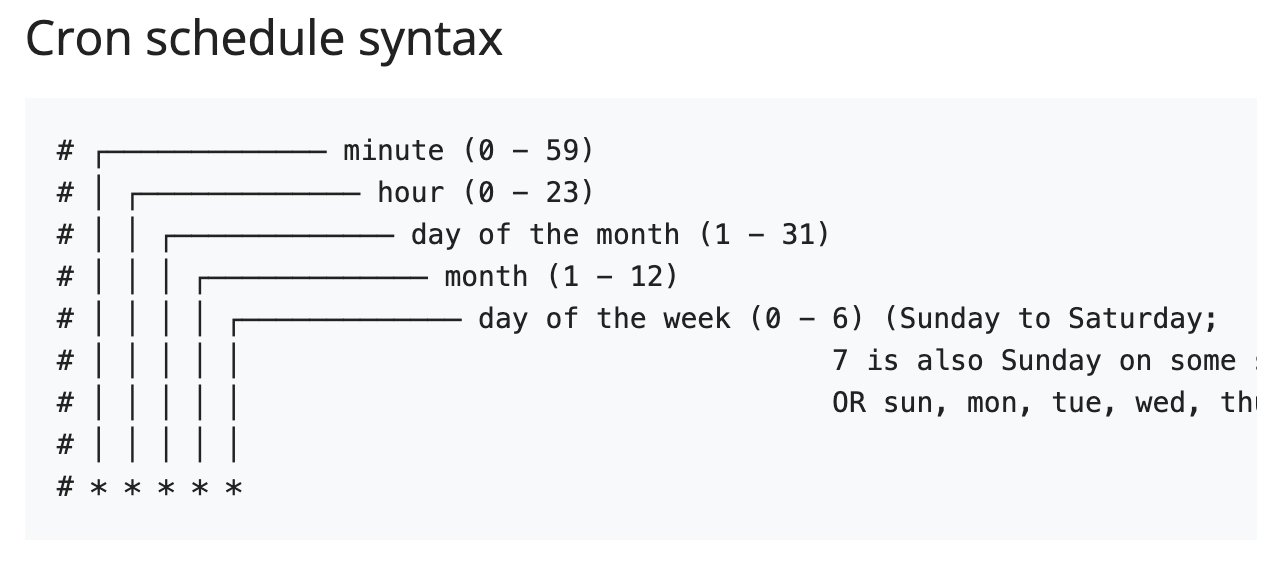 Cron schedule syntax
# ┌───────────── minute (0 - 59)
# │ ┌───────────── hour (0 - 23)
# │ │ ┌───────────── day of the month (1 - 31)
# │ │ │ ┌───────────── month (1 - 12)
# │ │ │ │ ┌───────────── day of the week (0 - 6) (Sunday to Saturday;
# │ │ │ │ │                                   7 is also Sunday on some
# │ │ │ │ │                                   OR sun, mon, tue, wed,
# │ │ │ │ │
# * * * * *